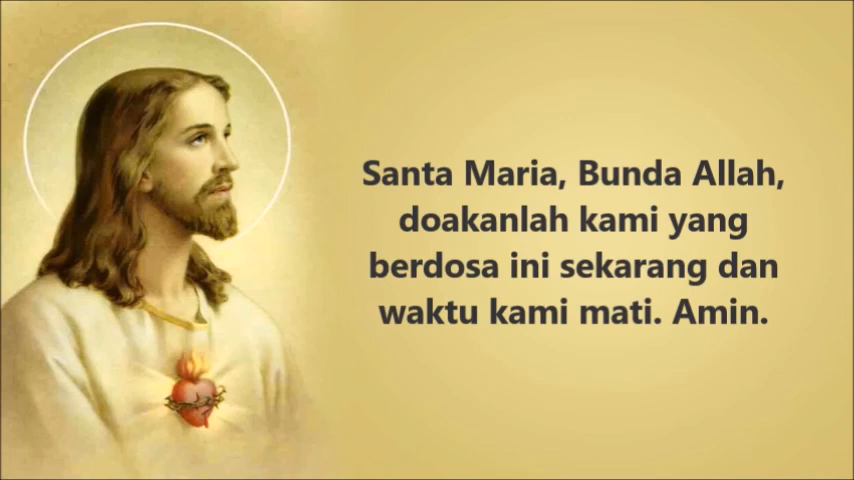 Santa Maria, Bunda Allah,
doakanlah kami yang
berdosa ini sekarang dan
waktu kami mati. Amin.